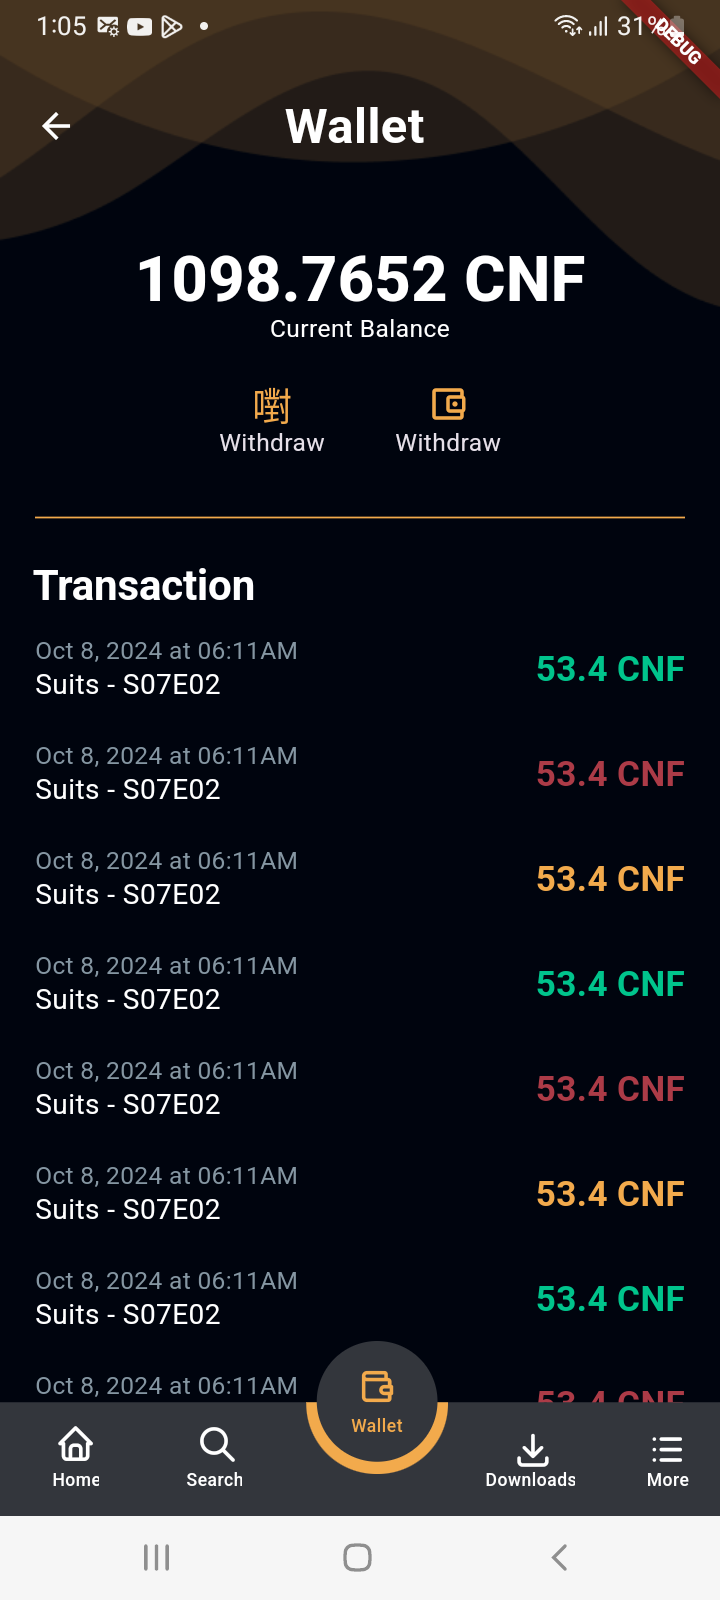 1:05
31%
DEBUG
Wallet
1098.7652 CNF
Current Balance
嚉
Withdraw
Withdraw
Transaction
Oct 8, 2024 at 06:11AM
Suits - S07E02
53.4 CNF
Oct 8, 2024 at 06:11AM
Suits - S07E02
53.4 CNF
Oct 8, 2024 at 06:11AM
Suits - S07E02
53.4 CNF
Oct 8, 2024 at 06:11AM
Suits - S07E02
53.4 CNF
Oct 8, 2024 at 06:11AM
Suits - S07E02
53.4 CNF
Oct 8, 2024 at 06:11AM
Suits - S07E02
53.4 CNF
Oct 8, 2024 at 06:11AM
Suits - S07E02
53.4 CNF
Oct 8, 2024 at 06:11AM
53.4 CNF
Wallet
Home
Search
Downloads
More